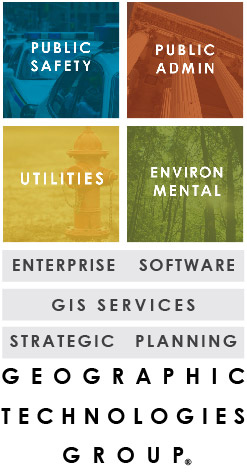 PUBLIC
SAFETY
PUBLIC
ADMIN
UTILITIES
ENVIRON
MENTAL
ENTERPRISE SOFTWARE
GIS SERVICES
STRATEGIC PLANNING
GEOGRAPHIC
TECHNOLOGIES
GROUP®